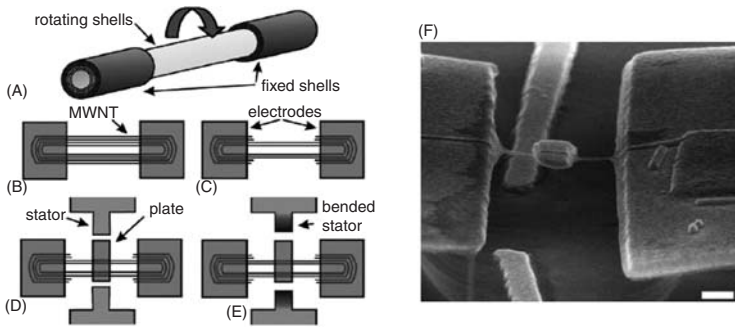 rotating shells
fixed shells
(A)
MWNT
electrodes
(B)
(C)
stator
plate
bended
stator
(D)
(E)
(F)